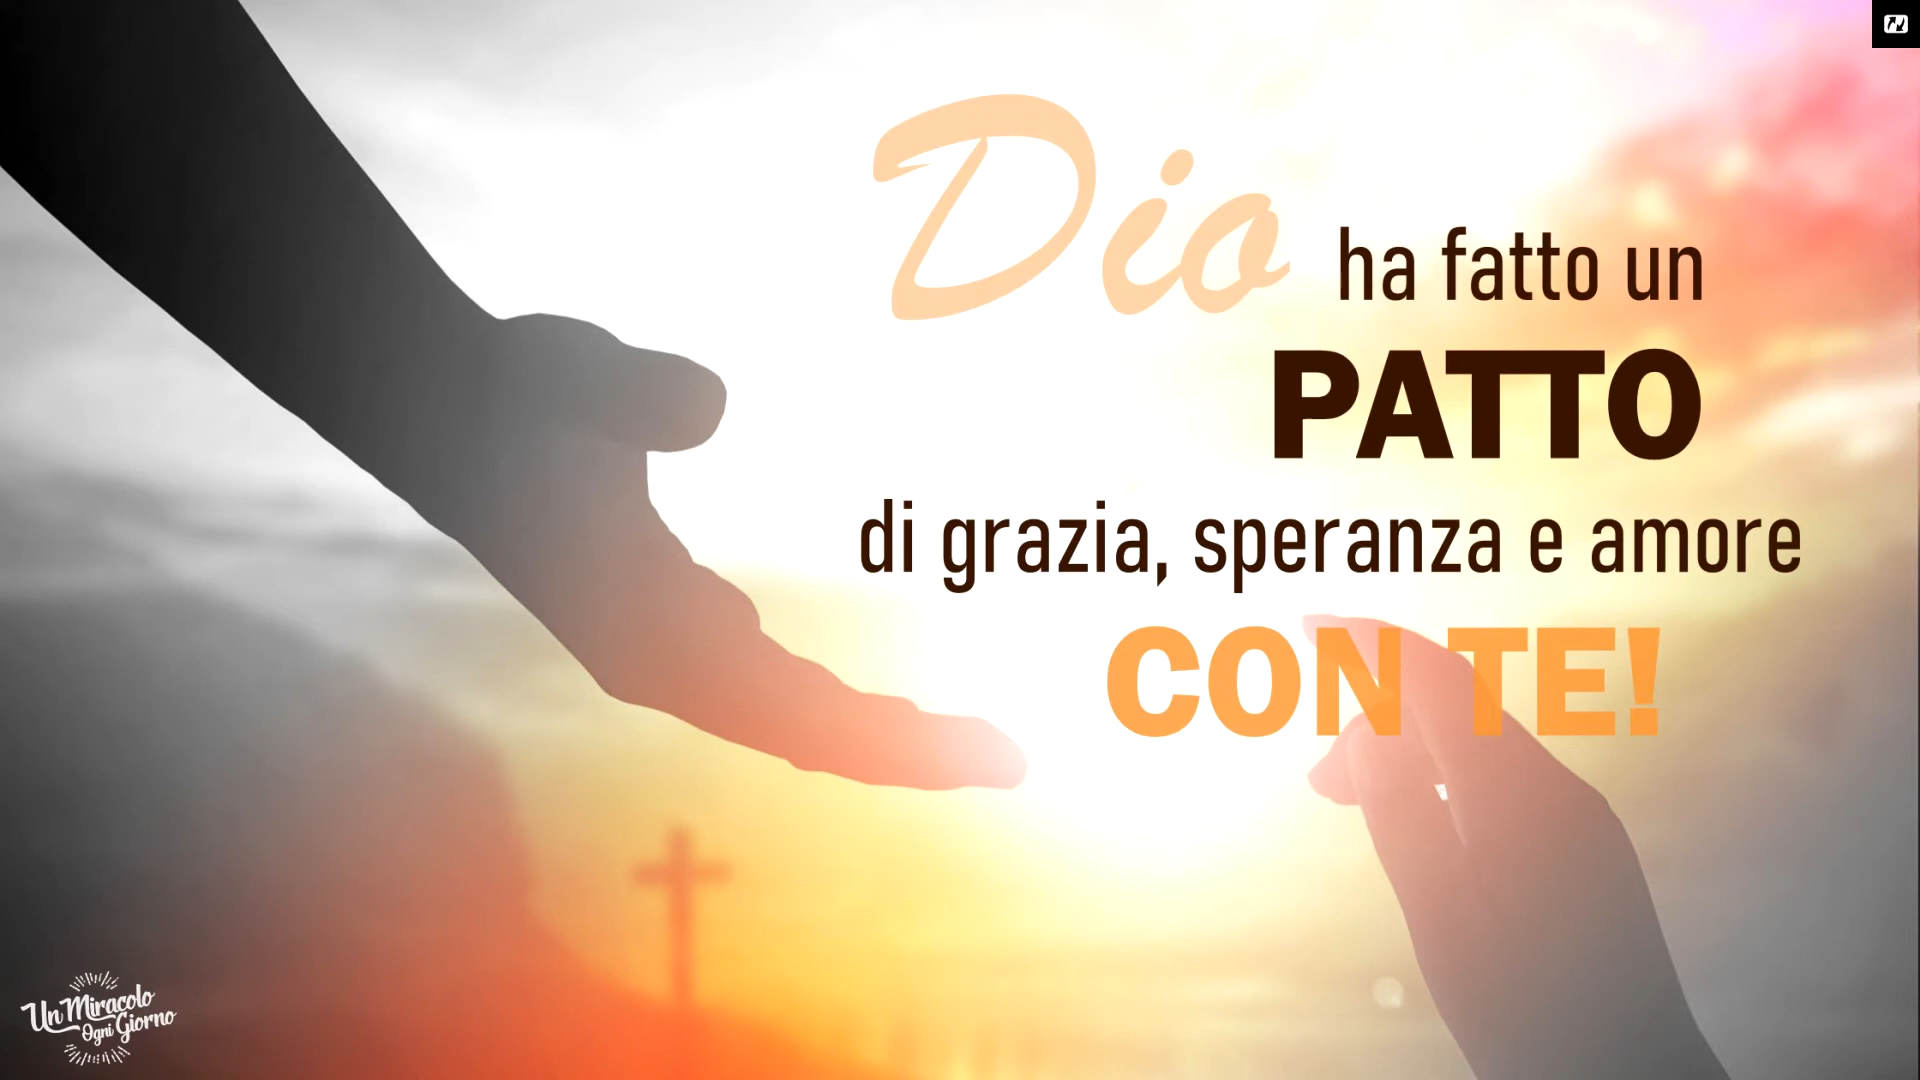 Dio ha fatto un
PATTO
di grazia, speranza e amore
CON TE!
Un Miracolo
Ogni Giorno